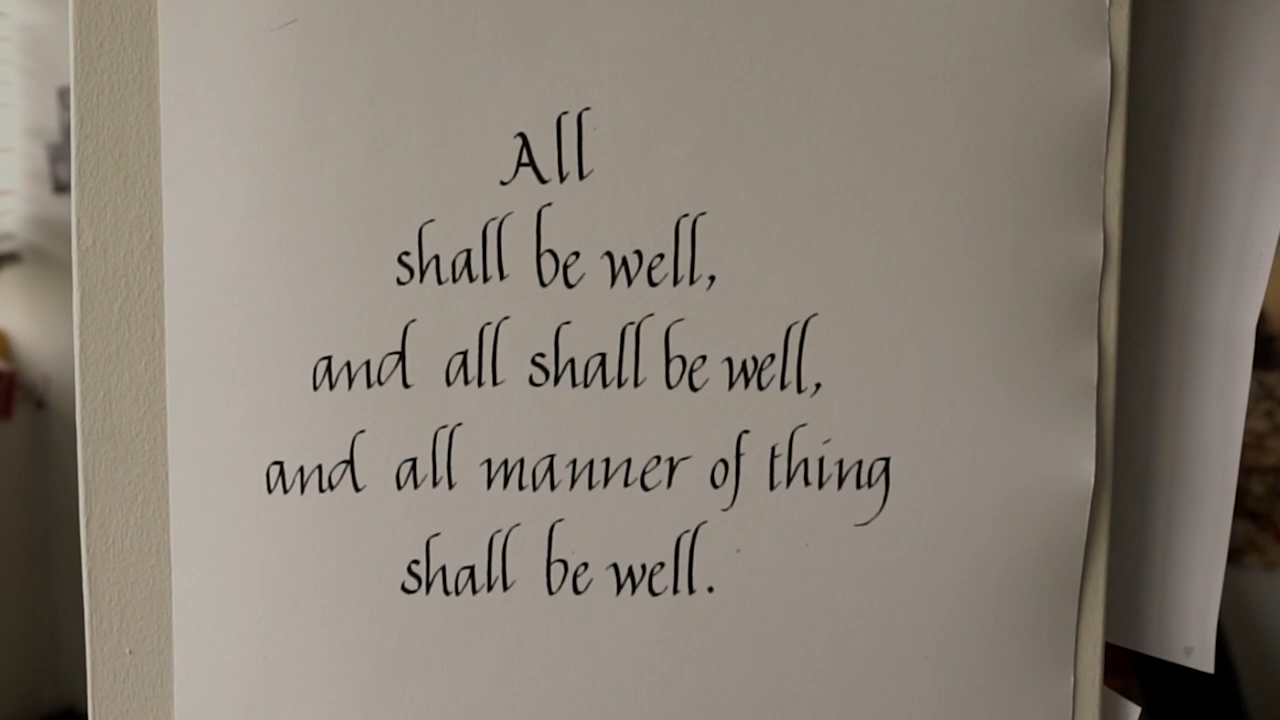 All
shall be well,
and all shall be well,
and all manner of thing
shall be well.